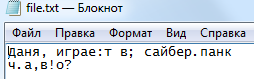 file.txt — Блокнот
Файл Правка Формат Вид Справка
Даня, играе:т в; сайбер.панк
ч.а,в!о?